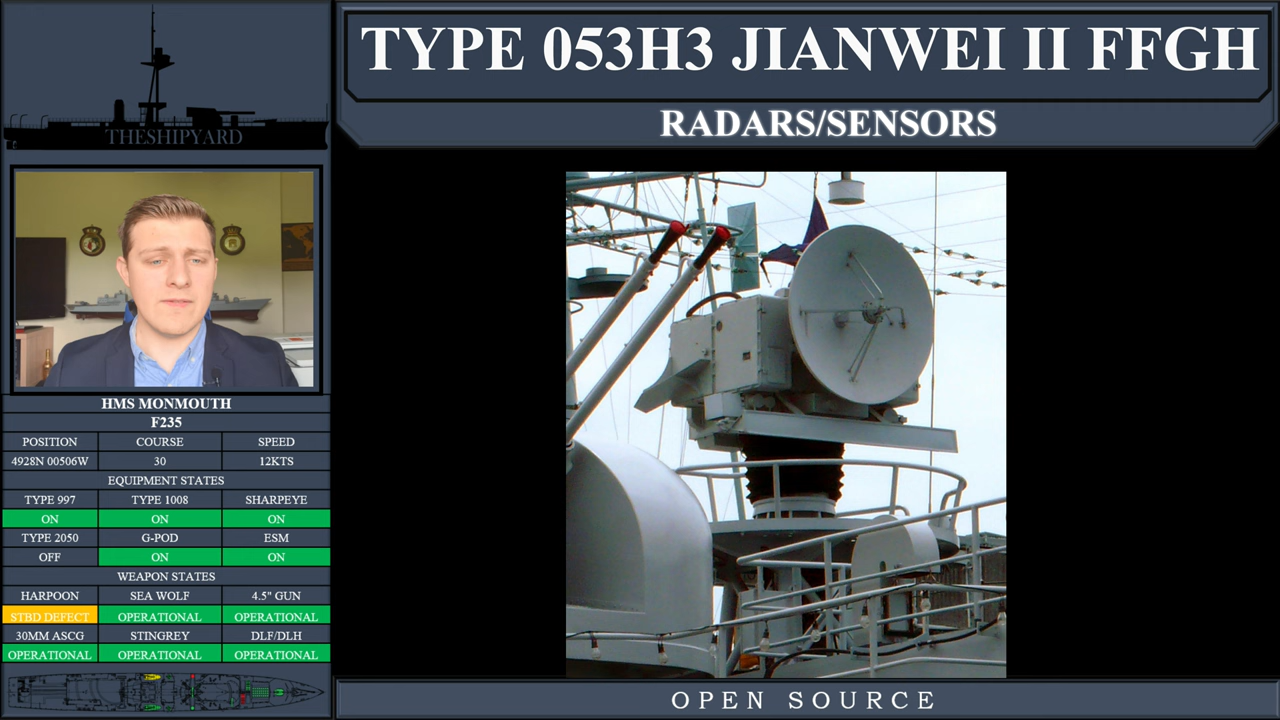 THESHIPYARD
HMS MONMOUTH
F235
POSITION COURSE SPEED
4928N 00506W 30 12KTS
EQUIPMENT STATES
TYPE 997 TYPE 1008 SHARPEYE
ON ON ON
TYPE 2050 G-POD ESM
OFF ON ON
WEAPON STATES
HARPOON SEA WOLF 4.5" GUN
STBD DEFECT OPERATIONAL OPERATIONAL
30MM ASCG STINGREY DLF/DLH
OPERATIONAL OPERATIONAL OPERATIONAL
TYPE 053H3 JIANWEI II FFGH
RADARS/SENSORS
OPEN SOURCE